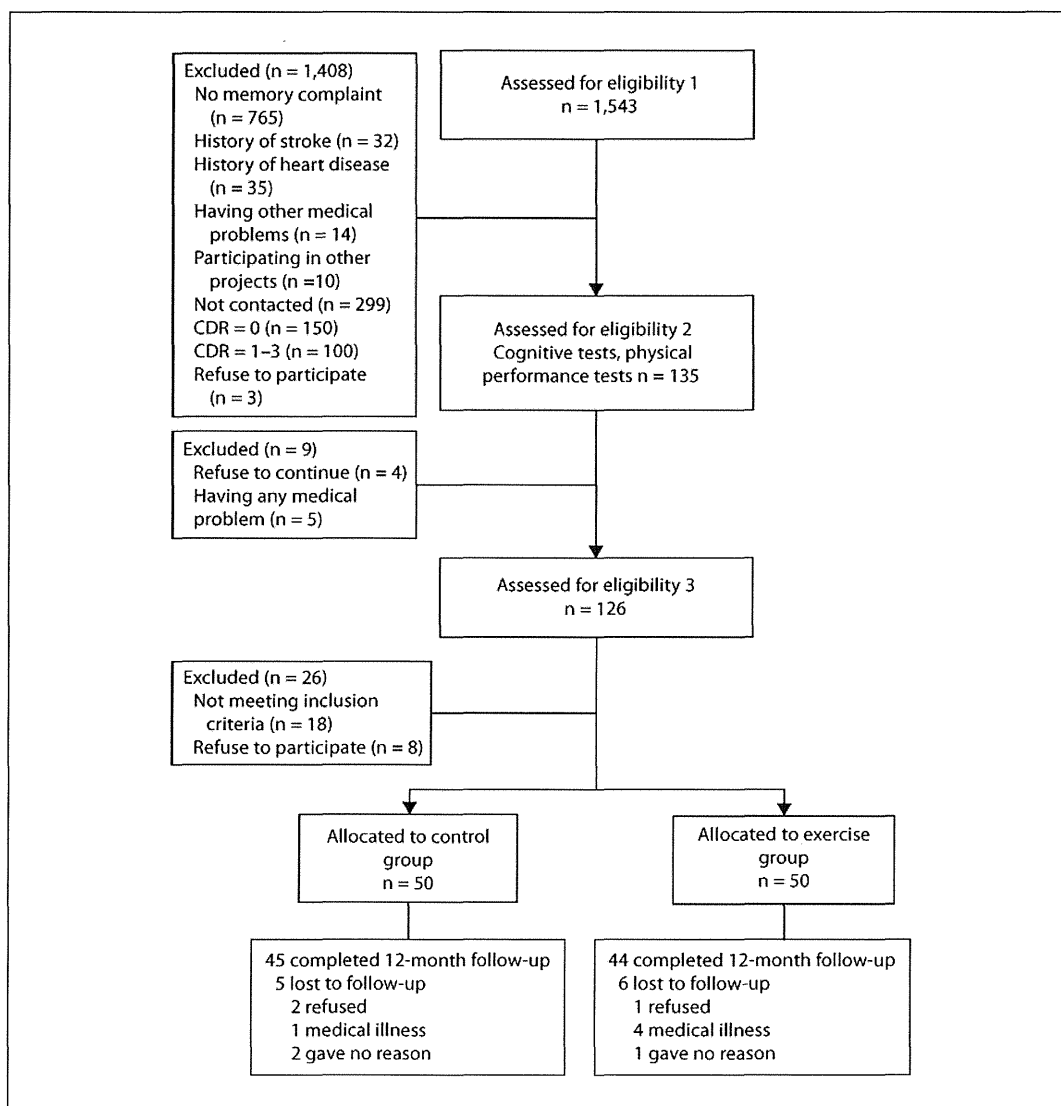 Assessed for eligibility 1
n = 1,543
Excluded (n = 1,408)
No memory complaint
(n = 765)
History of stroke (n = 32)
History of heart disease
(n = 35)
Having other medical
problems (n = 14)
Participating in other
projects (n =10)
Not contacted (n = 299)
CDR = 0 (n = 150)
CDR = 1–3 (n = 100)
Refuse to participate
(n = 3)
Assessed for eligibility 2
Cognitive tests, physical
performance tests n = 135
Excluded (n = 9)
Refuse to continue (n = 4)
Having any medical
problem (n = 5)
Assessed for eligibility 3
n = 126
Excluded (n = 26)
Not meeting inclusion
criteria (n = 18)
Refuse to participate (n = 8)
Allocated to control
group
n = 50
Allocated to exercise
group
n = 50
45 completed 12-month follow-up
5 lost to follow-up
2 refused
1 medical illness
2 gave no reason
44 completed 12-month follow-up
6 lost to follow-up
1 refused
4 medical illness
1 gave no reason